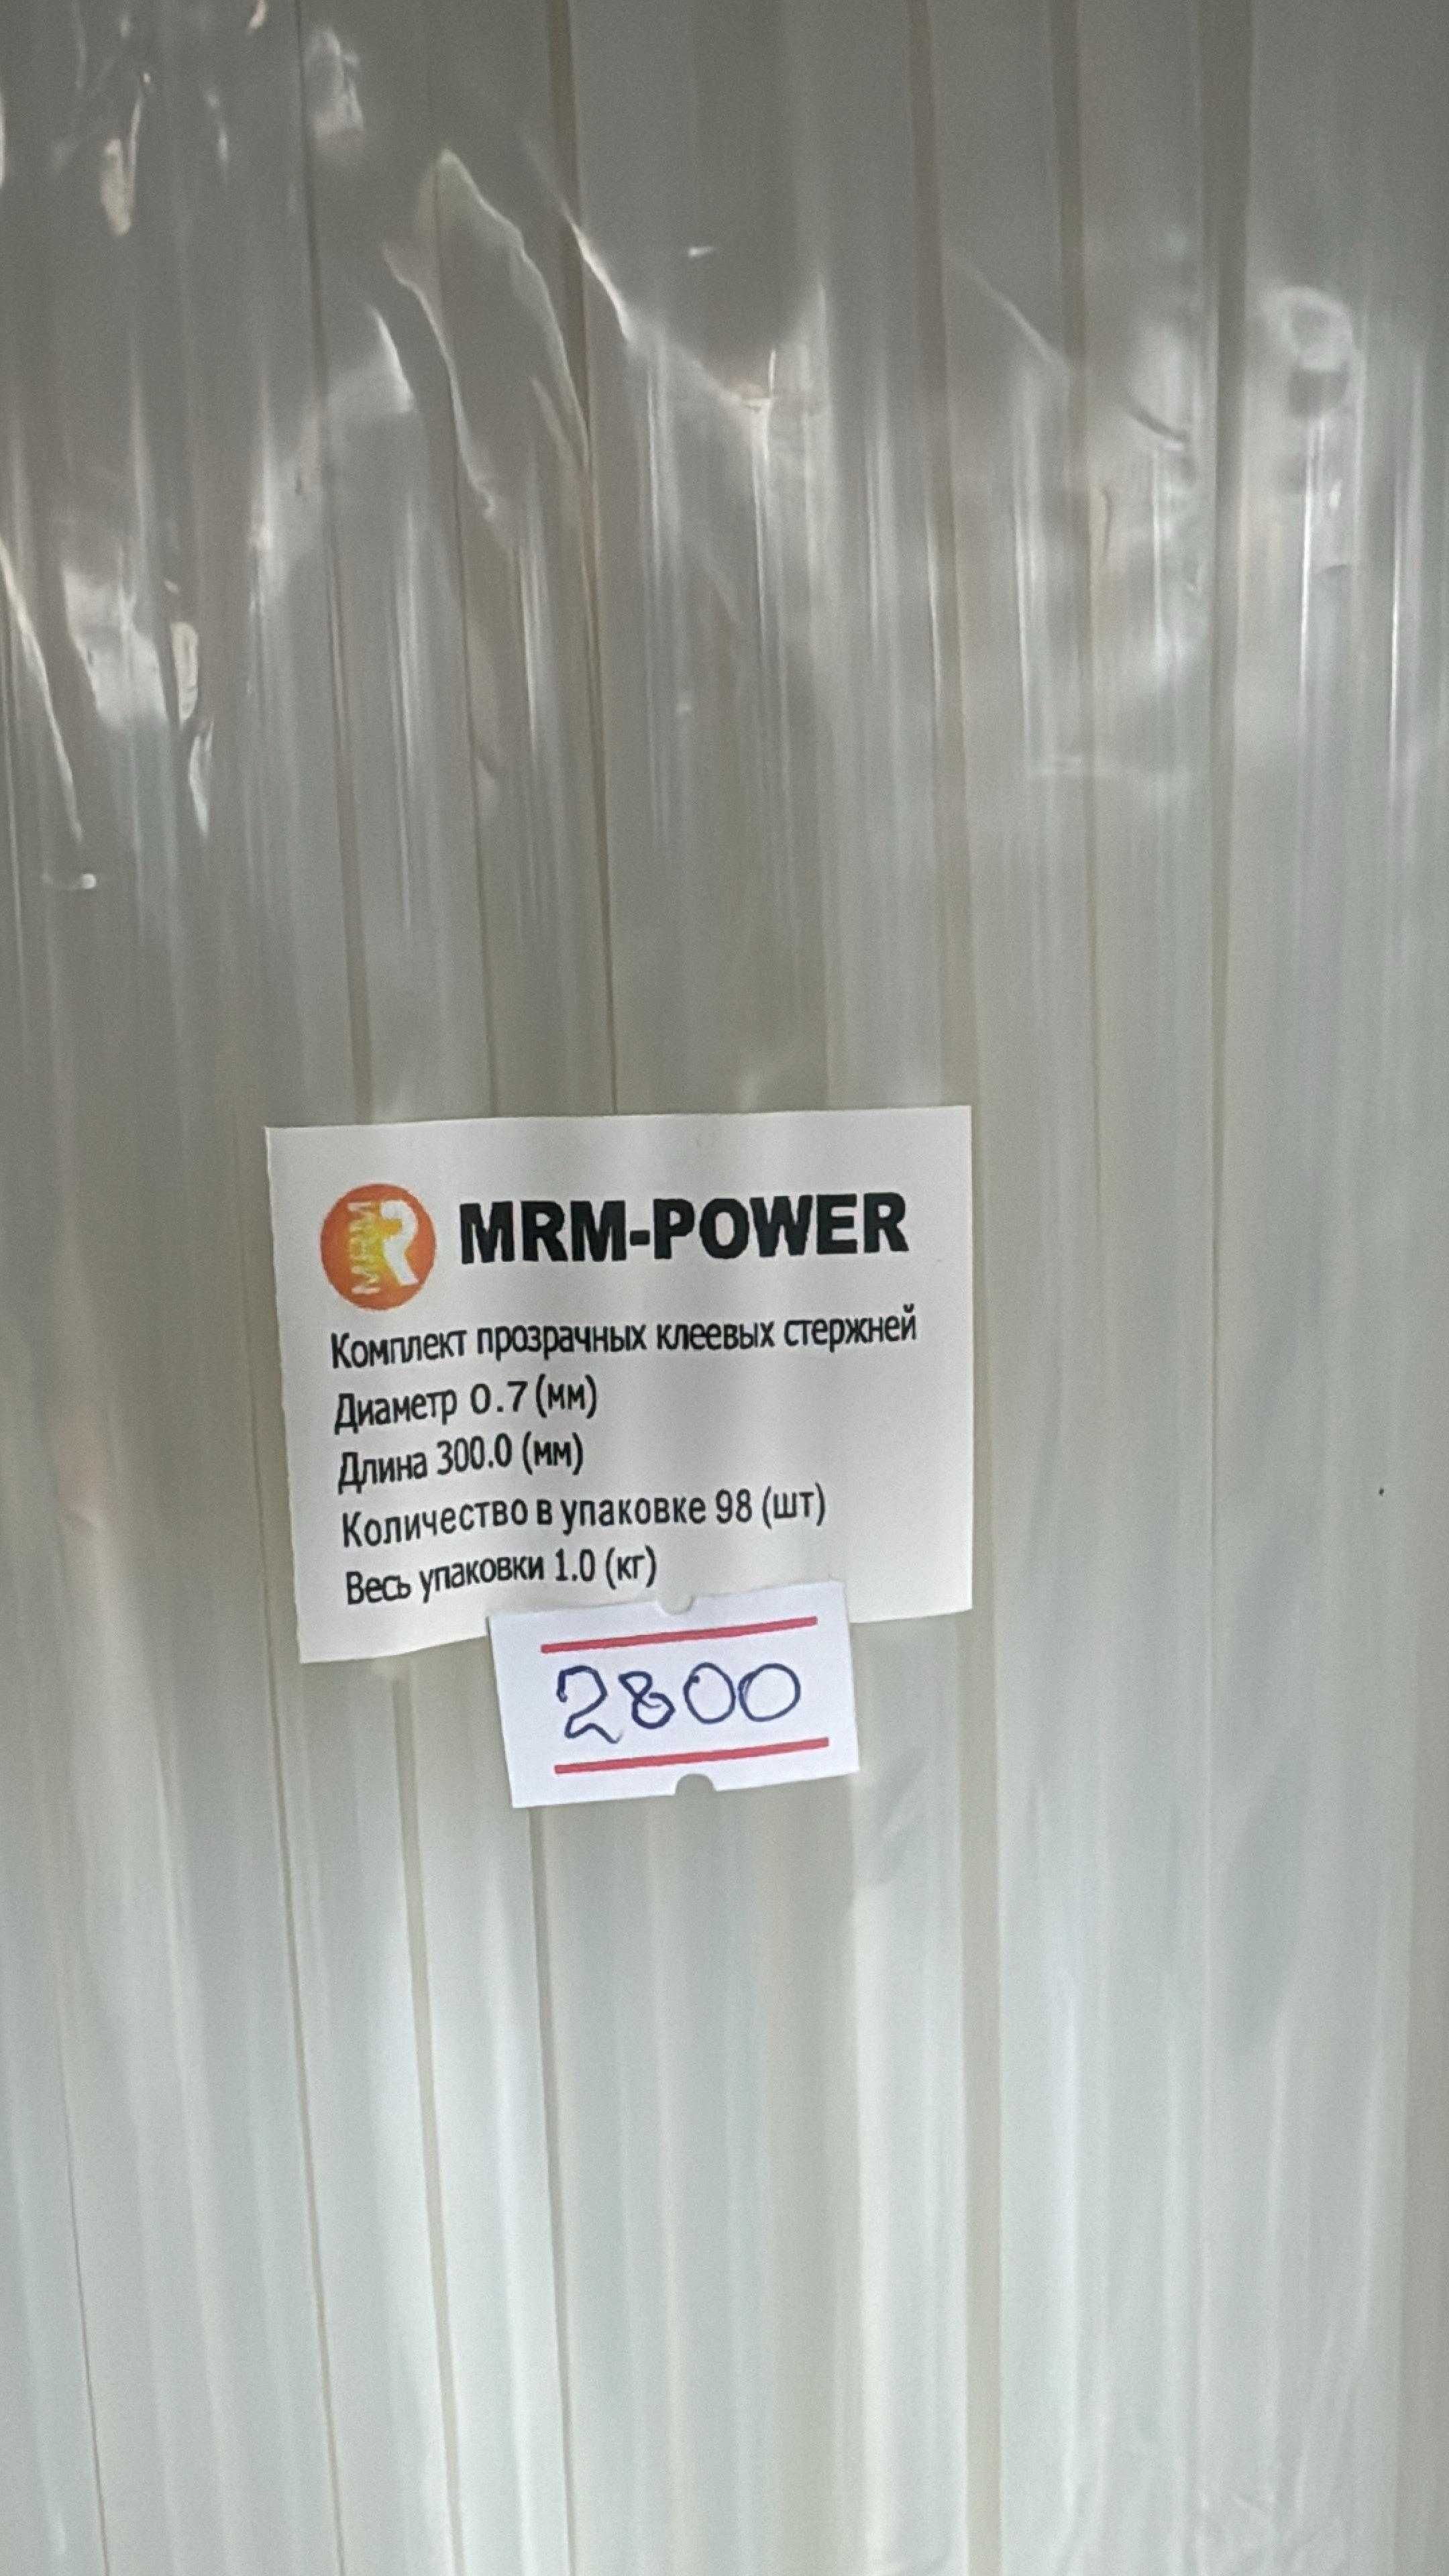 MRM
MRM-POWER
Комплект прозрачных клеевых стержней
Диаметр 0.7 (мм)
Длина 300.0 (мм)
Количество в упаковке 98 (шт)
Весь упаковки 1.0 (кг)
2800